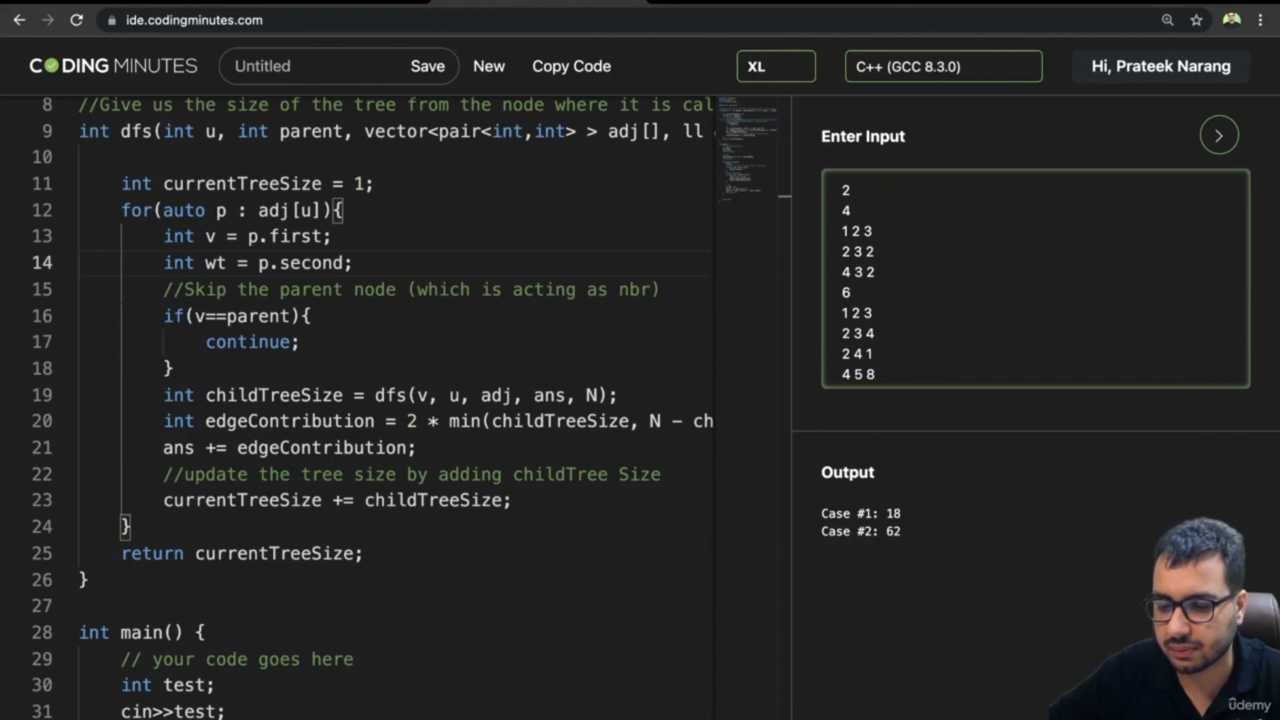 ide.codingminutes.com
CODING MINUTES
Untitled
Save
New
Copy Code
XL
C++ (GCC 8.3.0)
Hi, Prateek Narang
8 //Give us the size of the tree from the node where it is cal
9 int dfs(int u, int parent, vector<pair<int,int> > adj[], ll
10
11 int currentTreeSize = 1;
12 for(auto p : adj[u]){
13 int v = p.first;
14 int wt = p.second;
15 //Skip the parent node (which is acting as nbr)
16 if(v==parent){
17 continue;
18 }
19 int childTreeSize = dfs(v, u, adj, ans, N);
20 int edgeContribution = 2 * min(childTreeSize, N - ch
21 ans += edgeContribution;
22 //update the tree size by adding childTree Size
23 currentTreeSize += childTreeSize;
24 }
25 return currentTreeSize;
26 }
27
28 int main() {
29 // your code goes here
30 int test;
31 cin>>test;
Enter Input
2
4
1 2 3
2 3 2
4 3 2
6
1 2 3
2 3 4
2 4 1
4 5 8
Output
Case #1: 18
Case #2: 62
ûdemy